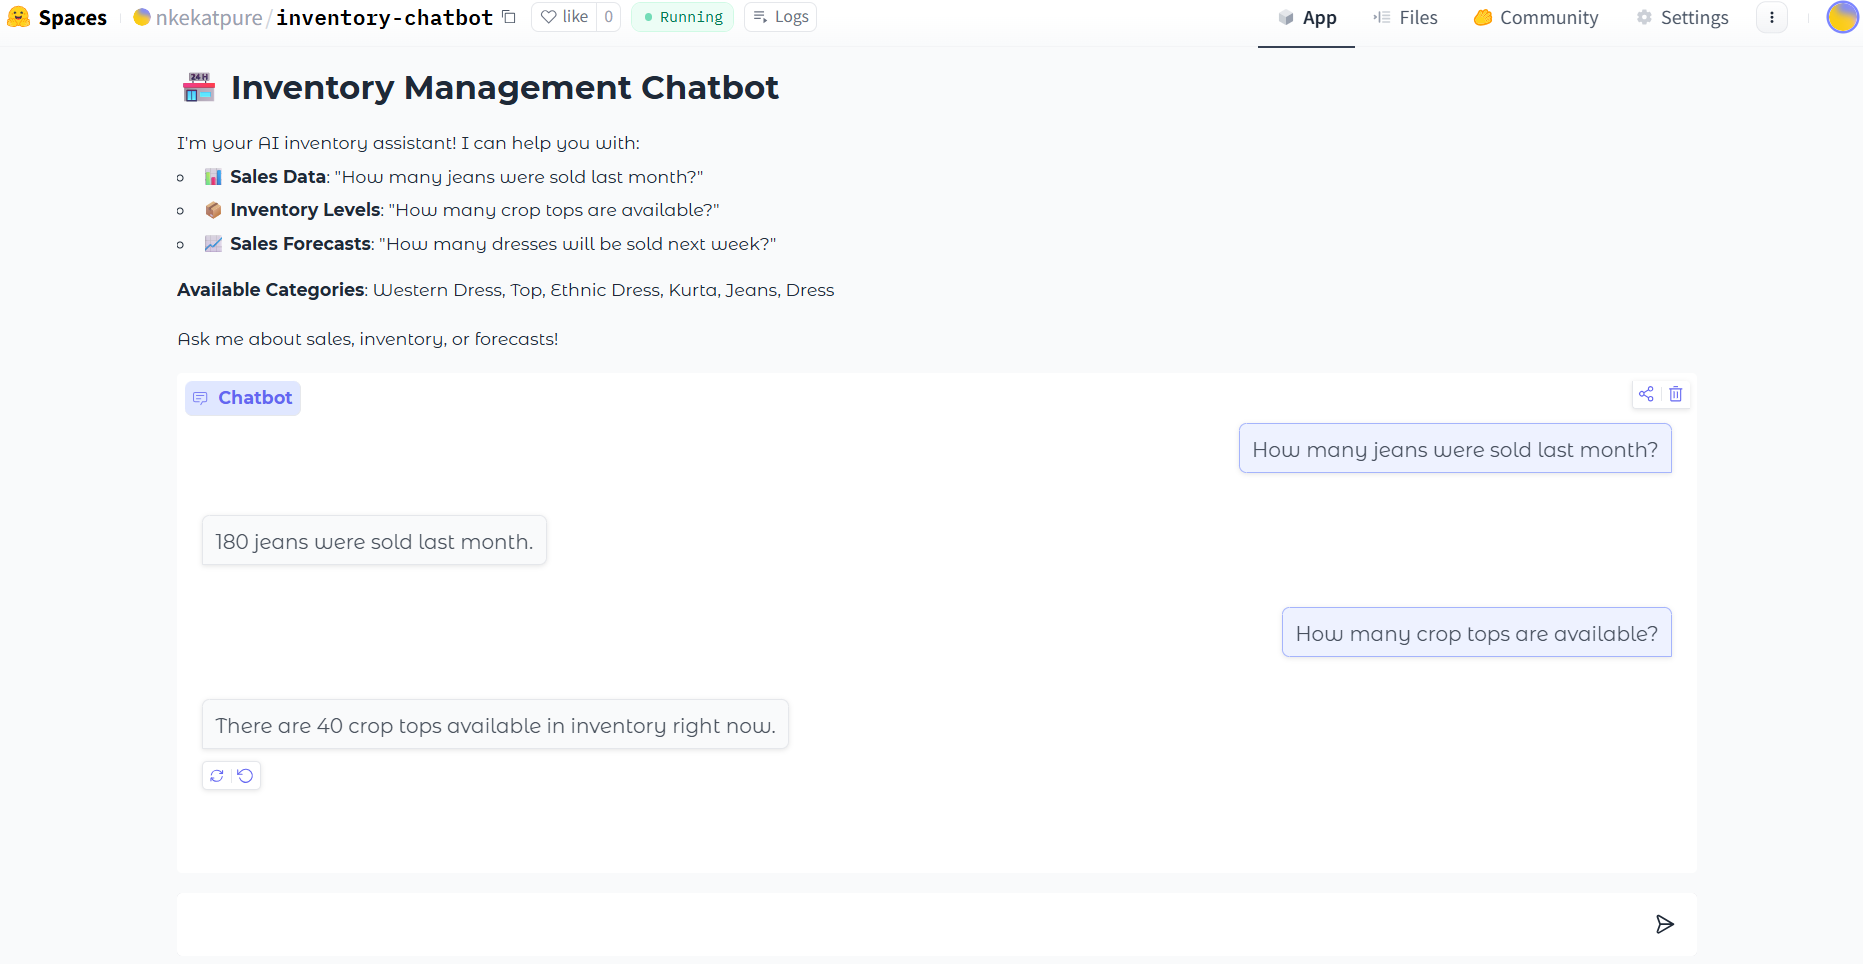 Spaces nkekatpure/inventory-chatbot like 0 Running Logs App Files Community Settings
24 H
Inventory Management Chatbot
I'm your AI inventory assistant! I can help you with:
Sales Data: "How many jeans were sold last month?"
Inventory Levels: "How many crop tops are available?"
Sales Forecasts: "How many dresses will be sold next week?"
Available Categories: Western Dress, Top, Ethnic Dress, Kurta, Jeans, Dress
Ask me about sales, inventory, or forecasts!
Chatbot
How many jeans were sold last month?
180 jeans were sold last month.
How many crop tops are available?
There are 40 crop tops available in inventory right now.